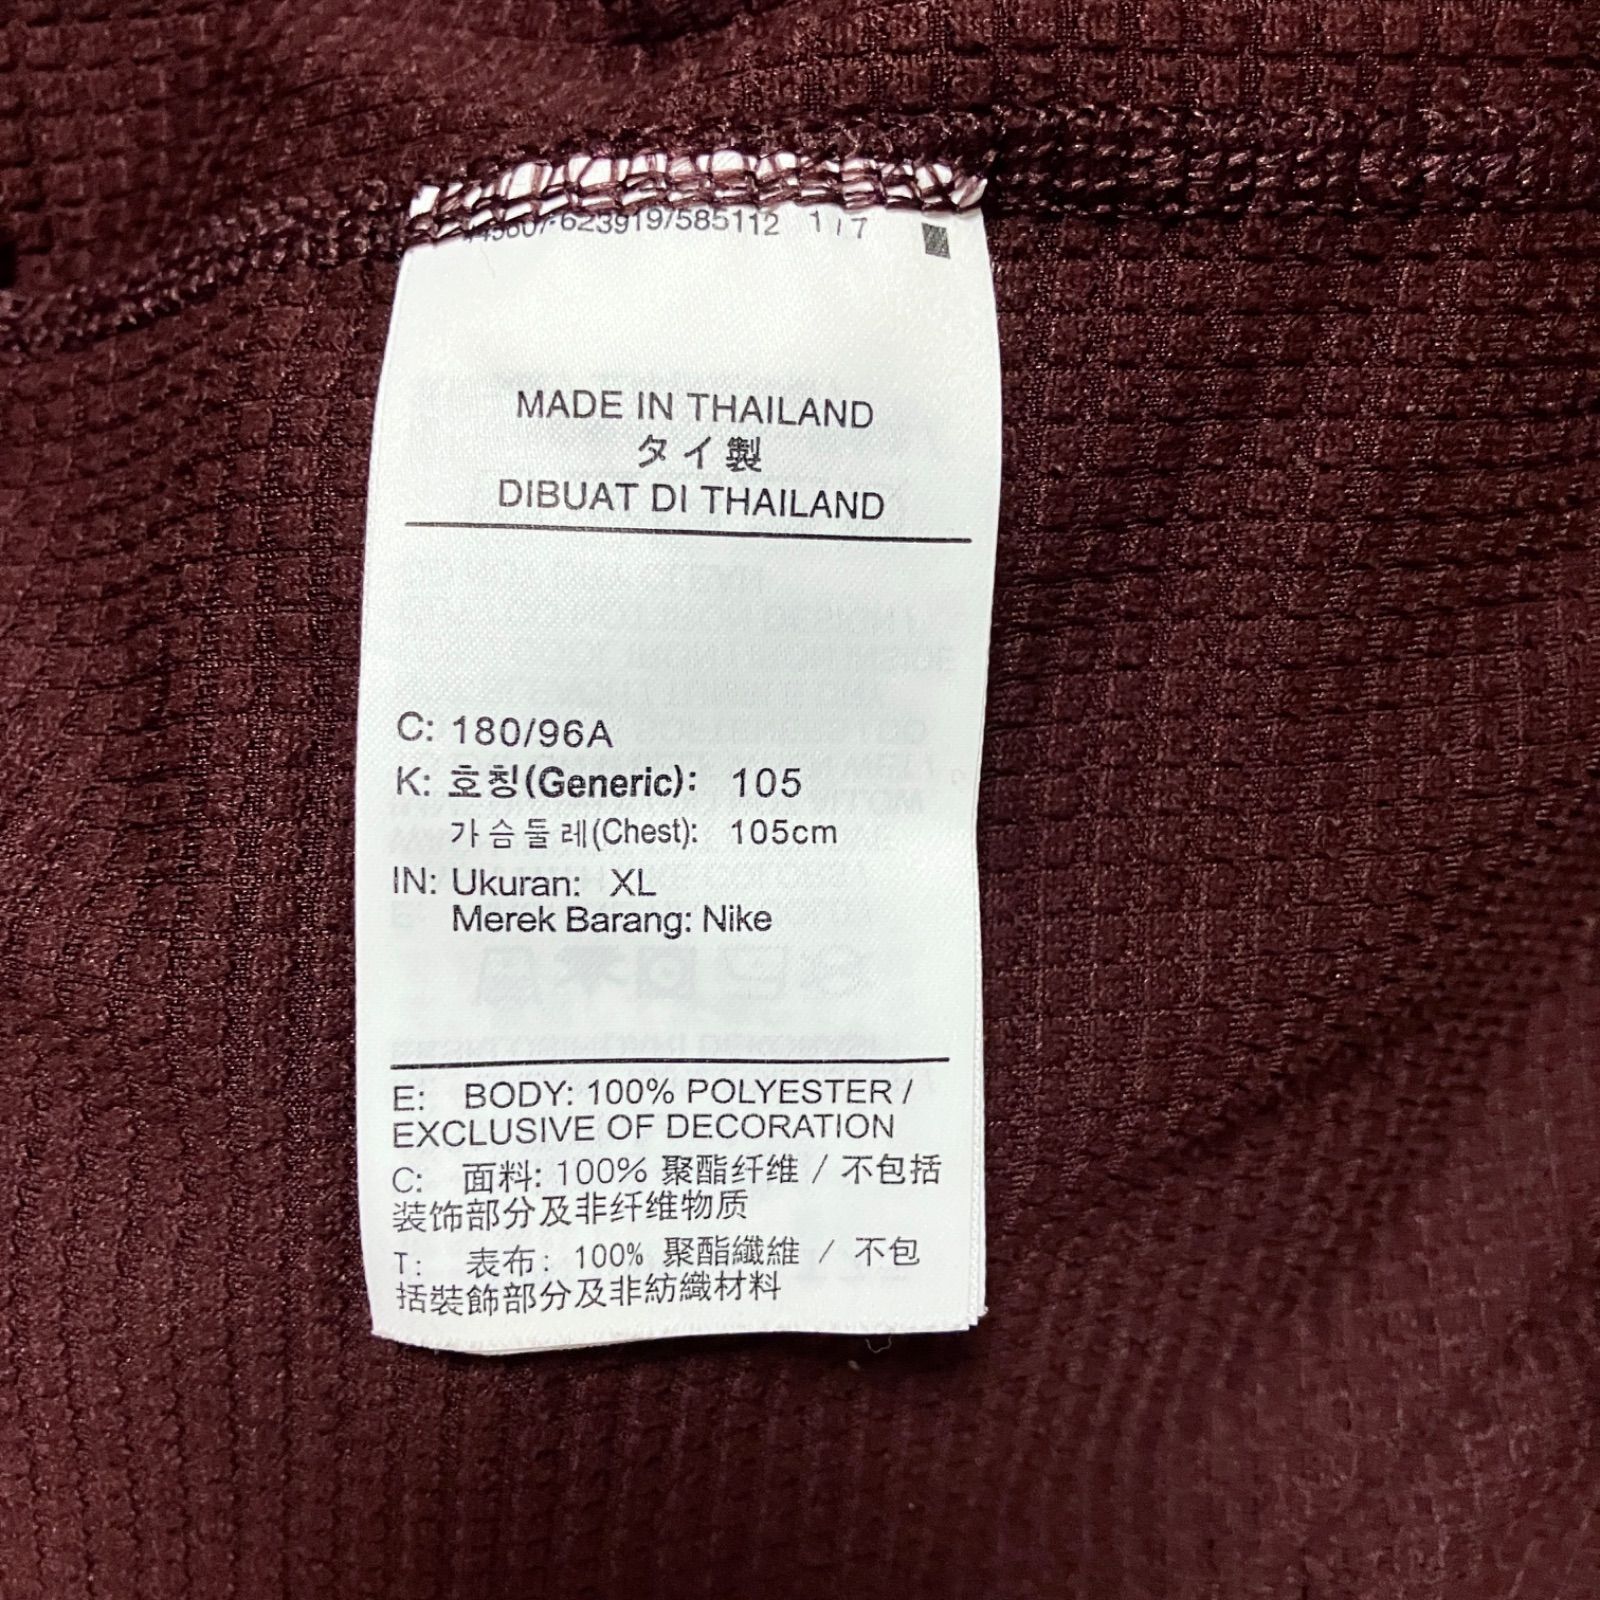 623919/585112 1/7
MADE IN THAILAND
タイ製
DIBUAT DI THAILAND
C: 180/96A
K: 호칭(Generic): 105
가슴둘레(Chest): 105cm
IN: Ukuran: XL
Merek Barang: Nike
E: BODY: 100% POLYESTER /
EXCLUSIVE OF DECORATION
C: 面料: 100% 聚酯纤维 / 不包括
装饰部分及非纤维物质
T: 表布: 100% 聚酯纖維 / 不包
括裝飾部分及非紡織材料